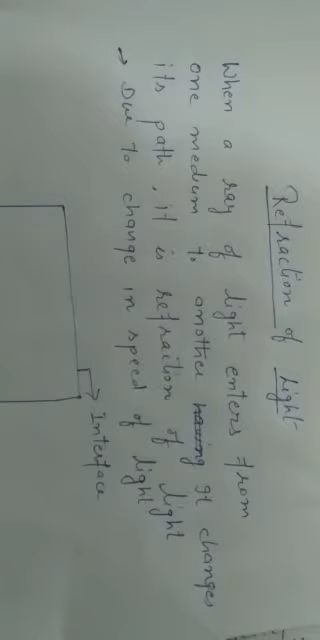 Refraction of Light
When a ray of light enters from
one medium to another having it changes
its path, it is refraction of light
→ Due to change in speed of light
→ Interface